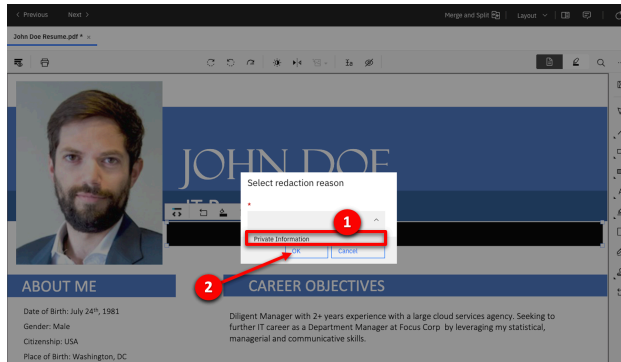 < Previous Next > Merge and Split Layout
John Doe Resume.pdf * ×
JOHN DOE
Select redaction reason
*
1
Private Information
OK Cancel
2
ABOUT ME
CAREER OBJECTIVES
Date of Birth: July 24th, 1981
Gender: Male
Citizenship: USA
Place of Birth: Washington, DC
Diligent Manager with 2+ years experience with a large cloud services agency. Seeking to
further IT career as a Department Manager at Focus Corp by leveraging my statistical,
managerial and communicative skills.